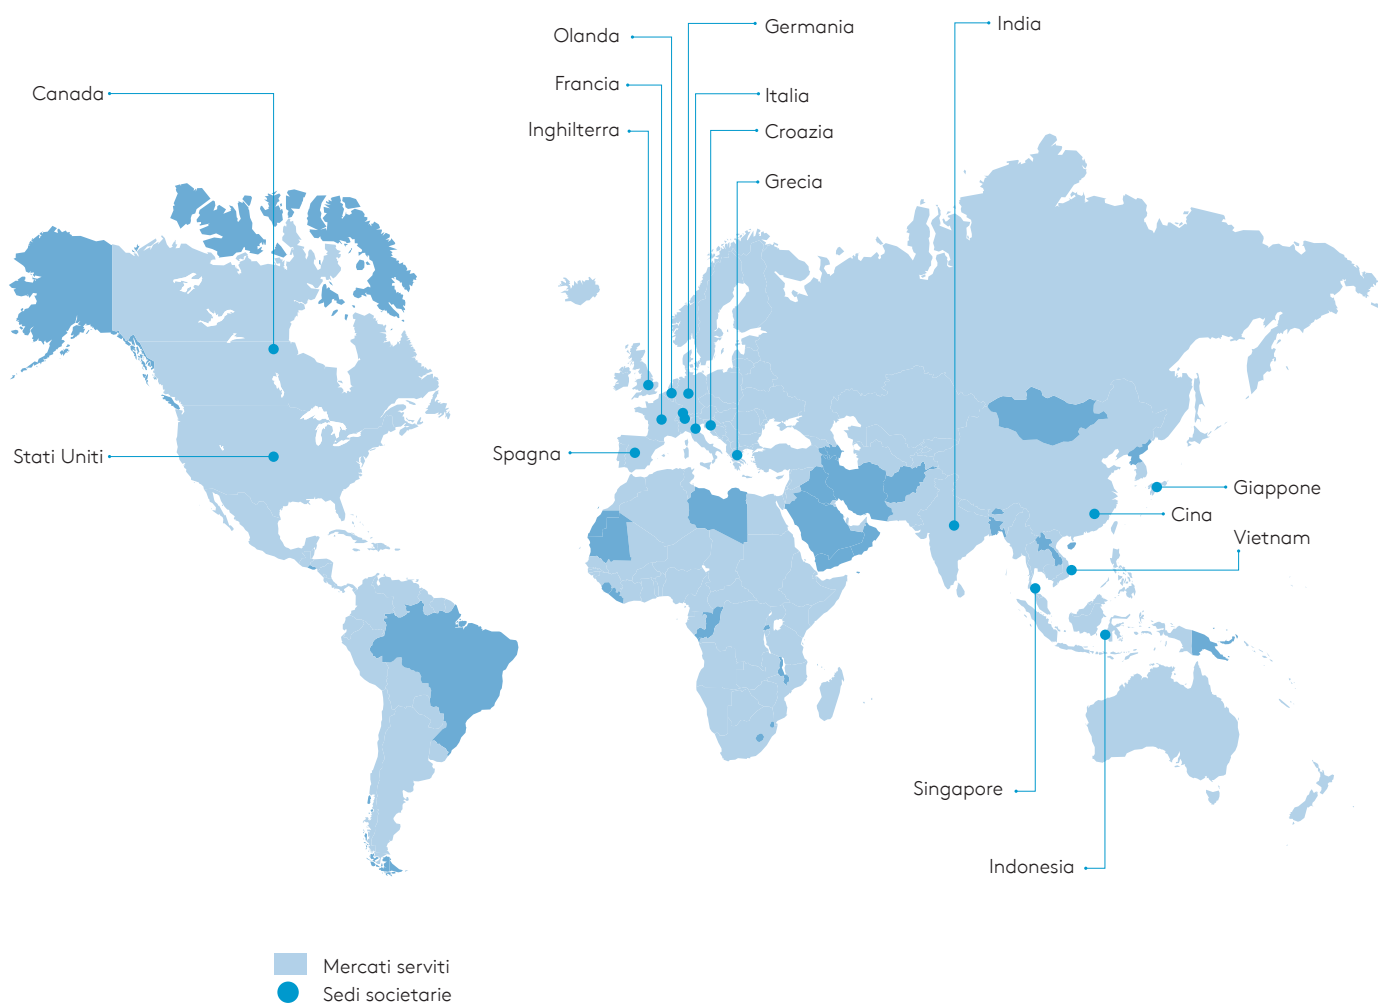 Germania
India
Olanda
Francia
Canada
Italia
Inghilterra
Croazia
Grecia
Stati Uniti
Spagna
Giappone
Cina
Vietnam
Singapore
Indonesia
Mercati serviti
Sedi societarie